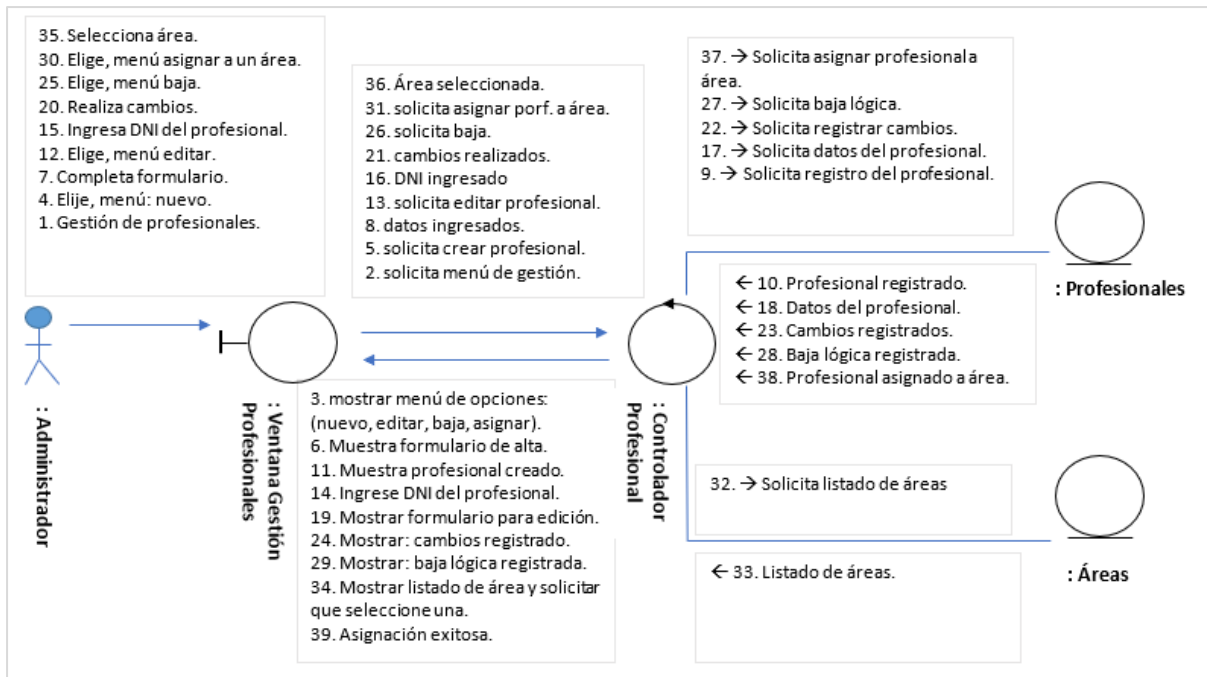 35. Selecciona área.
30. Elige, menú asignar a un área.
25. Elige, menú baja.
20. Realiza cambios.
15. Ingresa DNI del profesional.
12. Elige, menú editar.
7. Completa formulario.
4. Elije, menú: nuevo.
1. Gestión de profesionales.
36. Área seleccionada.
31. solicita asignar porf. a área.
26. solicita baja.
21. cambios realizados.
16. DNI ingresado
13. solicita editar profesional.
8. datos ingresados.
5. solicita crear profesional.
2. solicita menú de gestión.
37. → Solicita asignar profesional a
área.
27. → Solicita baja lógica.
22. → Solicita registrar cambios.
17. → Solicita datos del profesional.
9. → Solicita registro del profesional.
: Profesionales
← 10. Profesional registrado.
← 18. Datos del profesional.
← 23. Cambios registrados.
← 28. Baja lógica registrada.
← 38. Profesional asignado a área.
: Administrador
: Ventana Gestión
Profesionales
3. mostrar menú de opciones:
(nuevo, editar, baja, asignar).
6. Muestra formulario de alta.
11. Muestra profesional creado.
14. Ingrese DNI del profesional.
19. Mostrar formulario para edición.
24. Mostrar: cambios registrado.
29. Mostrar: baja lógica registrada.
34. Mostrar listado de área y solicitar
que seleccione una.
39. Asignación exitosa.
: Controlador
Profesional
32. → Solicita listado de áreas
← 33. Listado de áreas.
: Áreas